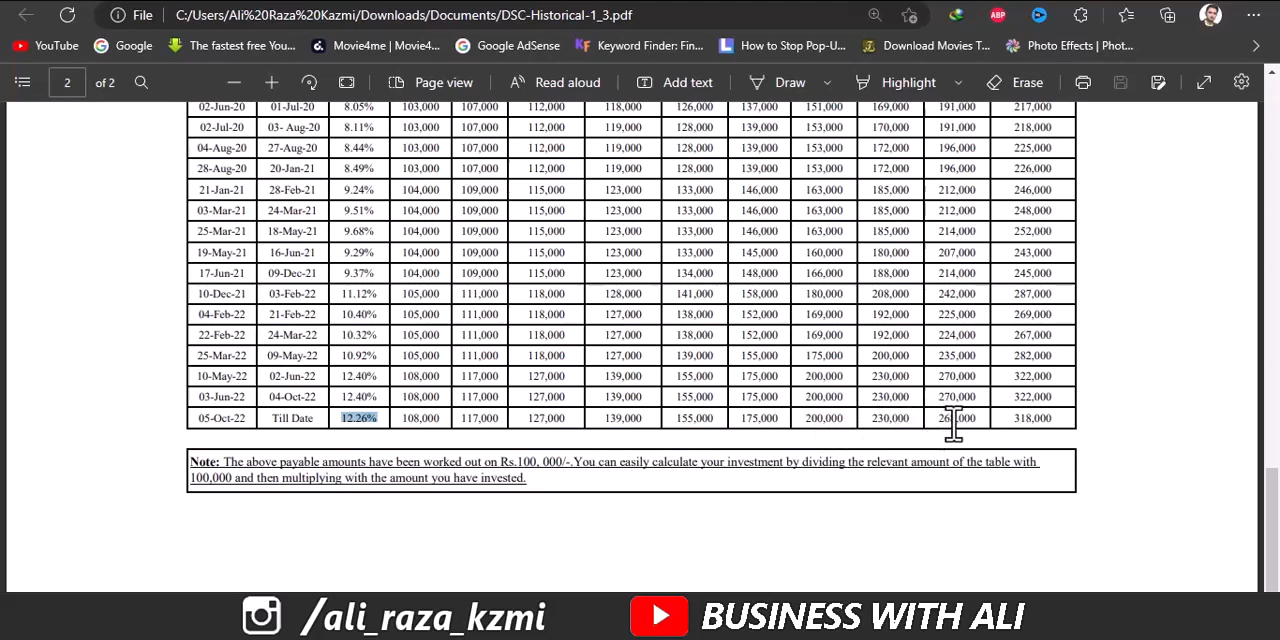 File C:/Users/Ali%20Raza%20Kazmi/Downloads/Documents/DSC-Historical-1_3.pdf ABP
YouTube Google The fastest free You... Movie4me | Movie4... Google AdSense Keyword Finder: Fin... How to Stop Pop-U... Download Movies T... Photo Effects | Phot...
2 of 2 Page view Read aloud Add text Draw Highlight Erase
02-Jun-20 01-Jul-20 8.05% 103,000 107,000 112,000 118,000 126,000 137,000 151,000 169,000 191,000 217,000
02-Jul-20 03- Aug-20 8.11% 103,000 107,000 112,000 119,000 128,000 139,000 153,000 170,000 191,000 218,000
04-Aug-20 27-Aug-20 8.44% 103,000 107,000 112,000 119,000 128,000 139,000 153,000 172,000 196,000 225,000
28-Aug-20 20-Jan-21 8.49% 103,000 107,000 112,000 119,000 128,000 139,000 153,000 172,000 196,000 226,000
21-Jan-21 28-Feb-21 9.24% 104,000 109,000 115,000 123,000 133,000 146,000 163,000 185,000 212,000 246,000
03-Mar-21 24-Mar-21 9.51% 104,000 109,000 115,000 123,000 133,000 146,000 163,000 185,000 212,000 248,000
25-Mar-21 18-May-21 9.68% 104,000 109,000 115,000 123,000 133,000 146,000 163,000 185,000 214,000 252,000
19-May-21 16-Jun-21 9.29% 104,000 109,000 115,000 123,000 133,000 145,000 160,000 180,000 207,000 243,000
17-Jun-21 09-Dec-21 9.37% 104,000 109,000 115,000 123,000 134,000 148,000 166,000 188,000 214,000 245,000
10-Dec-21 03-Feb-22 11.12% 105,000 111,000 118,000 128,000 141,000 158,000 180,000 208,000 242,000 287,000
04-Feb-22 21-Feb-22 10.40% 105,000 111,000 118,000 127,000 138,000 152,000 169,000 192,000 225,000 269,000
22-Feb-22 24-Mar-22 10.32% 105,000 111,000 118,000 127,000 138,000 152,000 169,000 192,000 224,000 267,000
25-Mar-22 09-May-22 10.92% 105,000 111,000 118,000 127,000 139,000 155,000 175,000 200,000 235,000 282,000
10-May-22 02-Jun-22 12.40% 108,000 117,000 127,000 139,000 155,000 175,000 200,000 230,000 270,000 322,000
03-Jun-22 04-Oct-22 12.40% 108,000 117,000 127,000 139,000 155,000 175,000 200,000 230,000 270,000 322,000
05-Oct-22 Till Date 12.26% 108,000 117,000 127,000 139,000 155,000 175,000 200,000 230,000 318,000
Note: The above payable amounts have been worked out on Rs.100, 000/-.You can easily calculate your investment by dividing the relevant amount of the table with
100,000 and then multiplying with the amount you have invested.
/ali_raza_kzmi BUSINESS WITH ALI